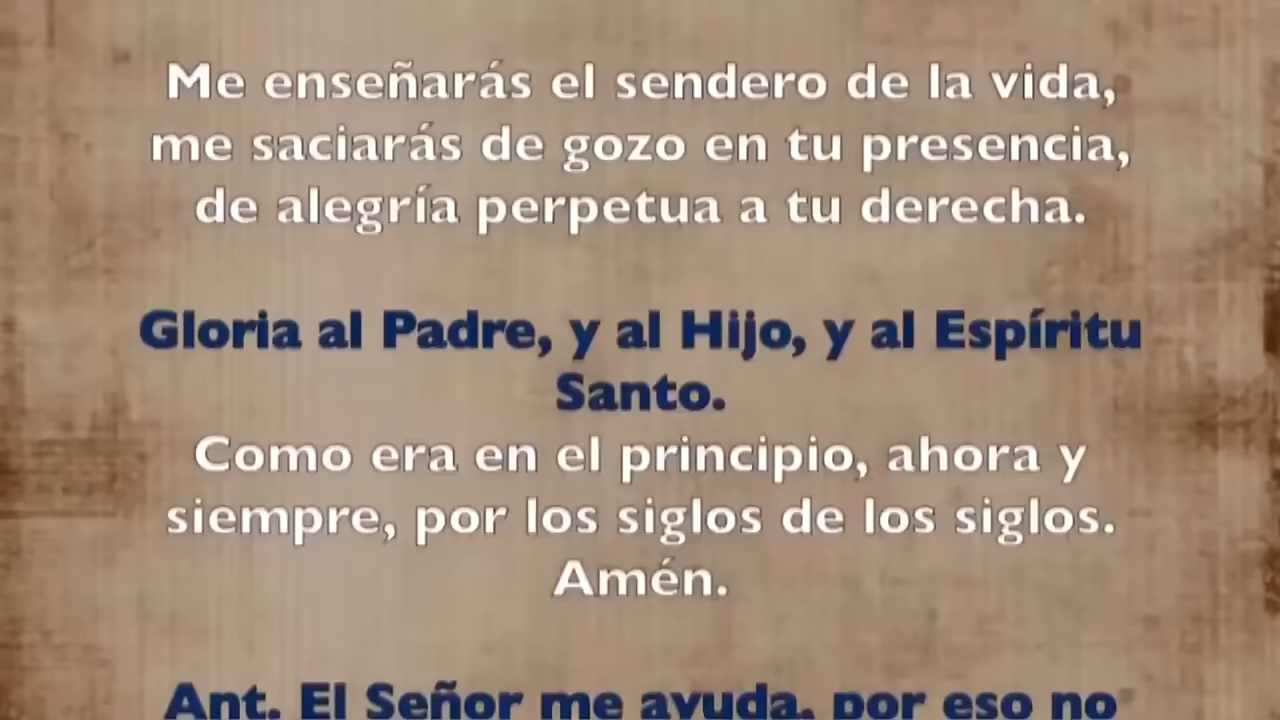 Me enseñarás el sendero de la vida,
me saciarás de gozo en tu presencia,
de alegría perpetua a tu derecha.
Gloria al Padre, y al Hijo, y al Espíritu
Santo.
Como era en el principio, ahora y
siempre, por los siglos de los siglos.
Amén.
Ant. El Señor me ayuda, por eso no